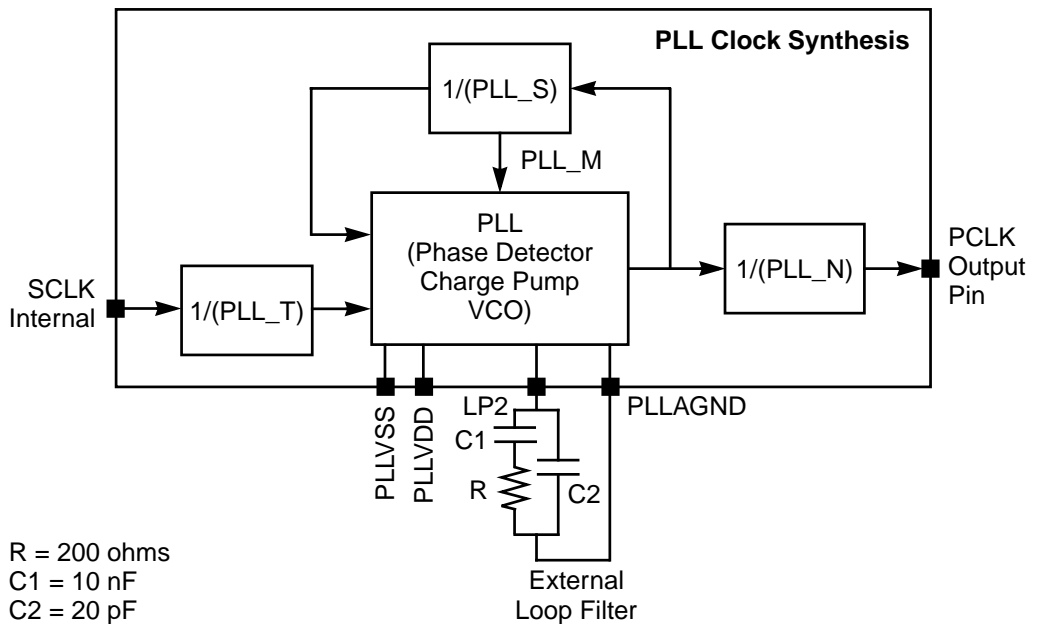 PLL Clock Synthesis
1/(PLL_S)
PLL_M
PLL
(Phase Detector
Charge Pump
VCO)
1/(PLL_N)
PCLK
Output
Pin
SCLK
Internal
1/(PLL_T)
PLLVSS
PLLVDD
LP2
PLLAGND
C1
R
C2
R = 200 ohms
C1 = 10 nF
C2 = 20 pF
External
Loop Filter